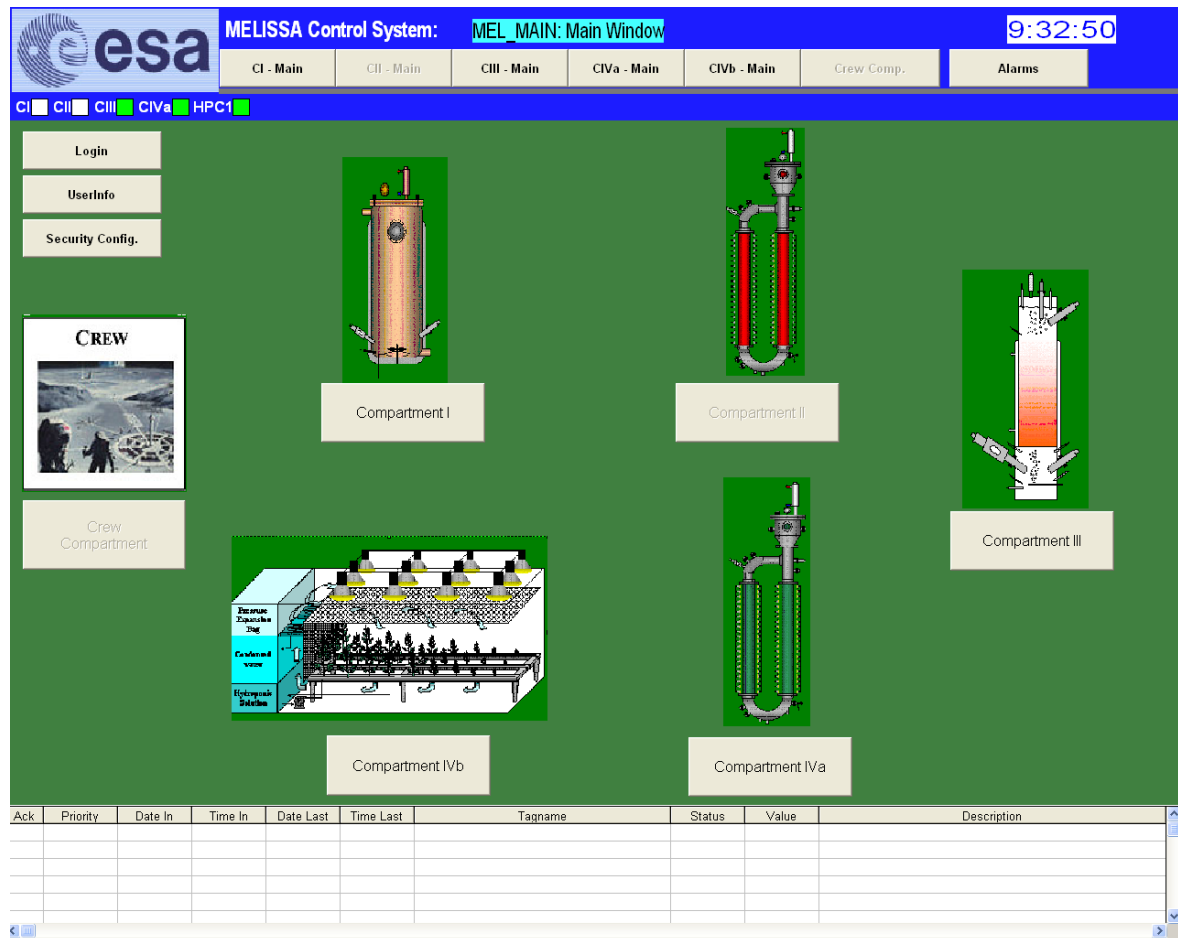 esa
MELISSA Control System: MEL_MAIN: Main Window 9:32:50
CI - Main CII - Main CIII - Main CIVa - Main CIVb - Main Crew Comp. Alarms
CI CII CIII CIVa HPC1
Login
UserInfo
Security Config.
CREW
Compartment I
Compartment II
Crew
Compartment
Compartment III
Pressure
Expansion
Bag
Condensed
water
Hydroponic
Solution
Compartment IVb
Compartment IVa
Ack Priority Date In Time In Date Last Time Last Tagname Status Value Description